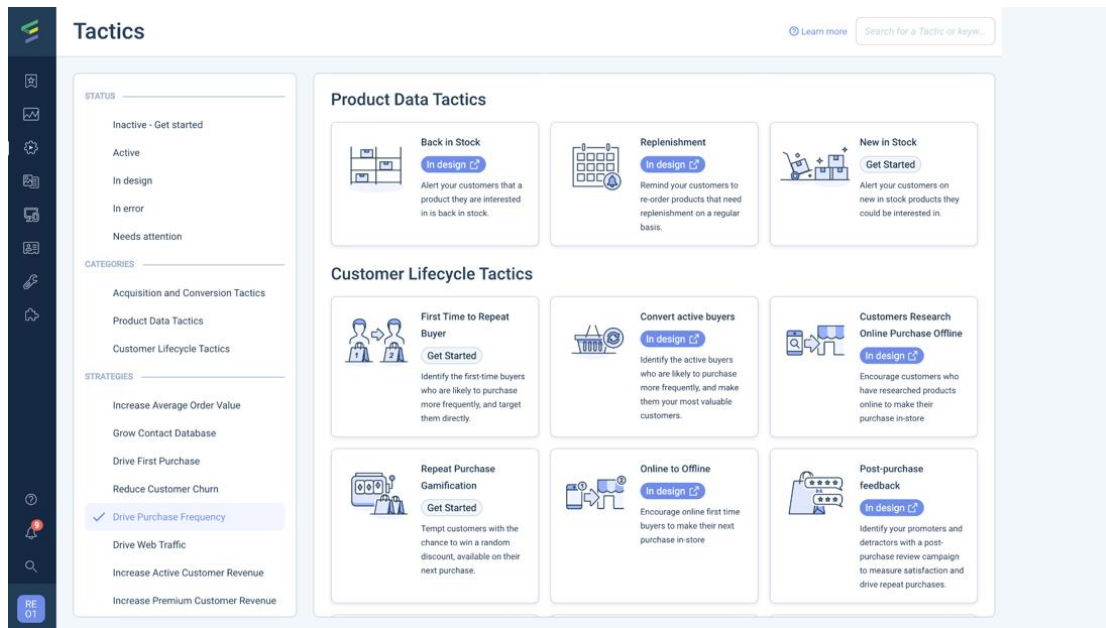 Tactics
Learn more
Search for a Tactic or keyw...
STATUS
Inactive - Get started
Active
In design
In error
Needs attention
CATEGORIES
Acquisition and Conversion Tactics
Product Data Tactics
Customer Lifecycle Tactics
STRATEGIES
Increase Average Order Value
Grow Contact Database
Drive First Purchase
Reduce Customer Churn
Drive Purchase Frequency
Drive Web Traffic
Increase Active Customer Revenue
Increase Premium Customer Revenue
9
RE
01
Product Data Tactics
Back in Stock
In design
Alert your customers that a
product they are interested
in is back in stock.
Replenishment
In design
Remind your customers to
re-order products that need
replenishment on a regular
basis.
New in Stock
Get Started
Alert your customers on
new in stock products they
could be interested in.
Customer Lifecycle Tactics
1 2
First Time to Repeat
Buyer
Get Started
Identify the first-time buyers
who are likely to purchase
more frequently, and target
them directly.
Convert active buyers
In design
Identify the active buyers
who are likely to purchase
more frequently, and make
them your most valuable
customers.
Customers Research
Online Purchase Offline
In design
Encourage customers who
have researched products
online to make their
purchase in-store
Repeat Purchase
Gamification
Get Started
Tempt customers with the
chance to win a random
discount, available on their
next purchase.
1 2
Online to Offline
In design
Encourage online first time
buyers to make their next
purchase in-store
Post-purchase
feedback
In design
Identify your promoters and
detractors with a post-
purchase review campaign
to measure satisfaction and
drive repeat purchases.